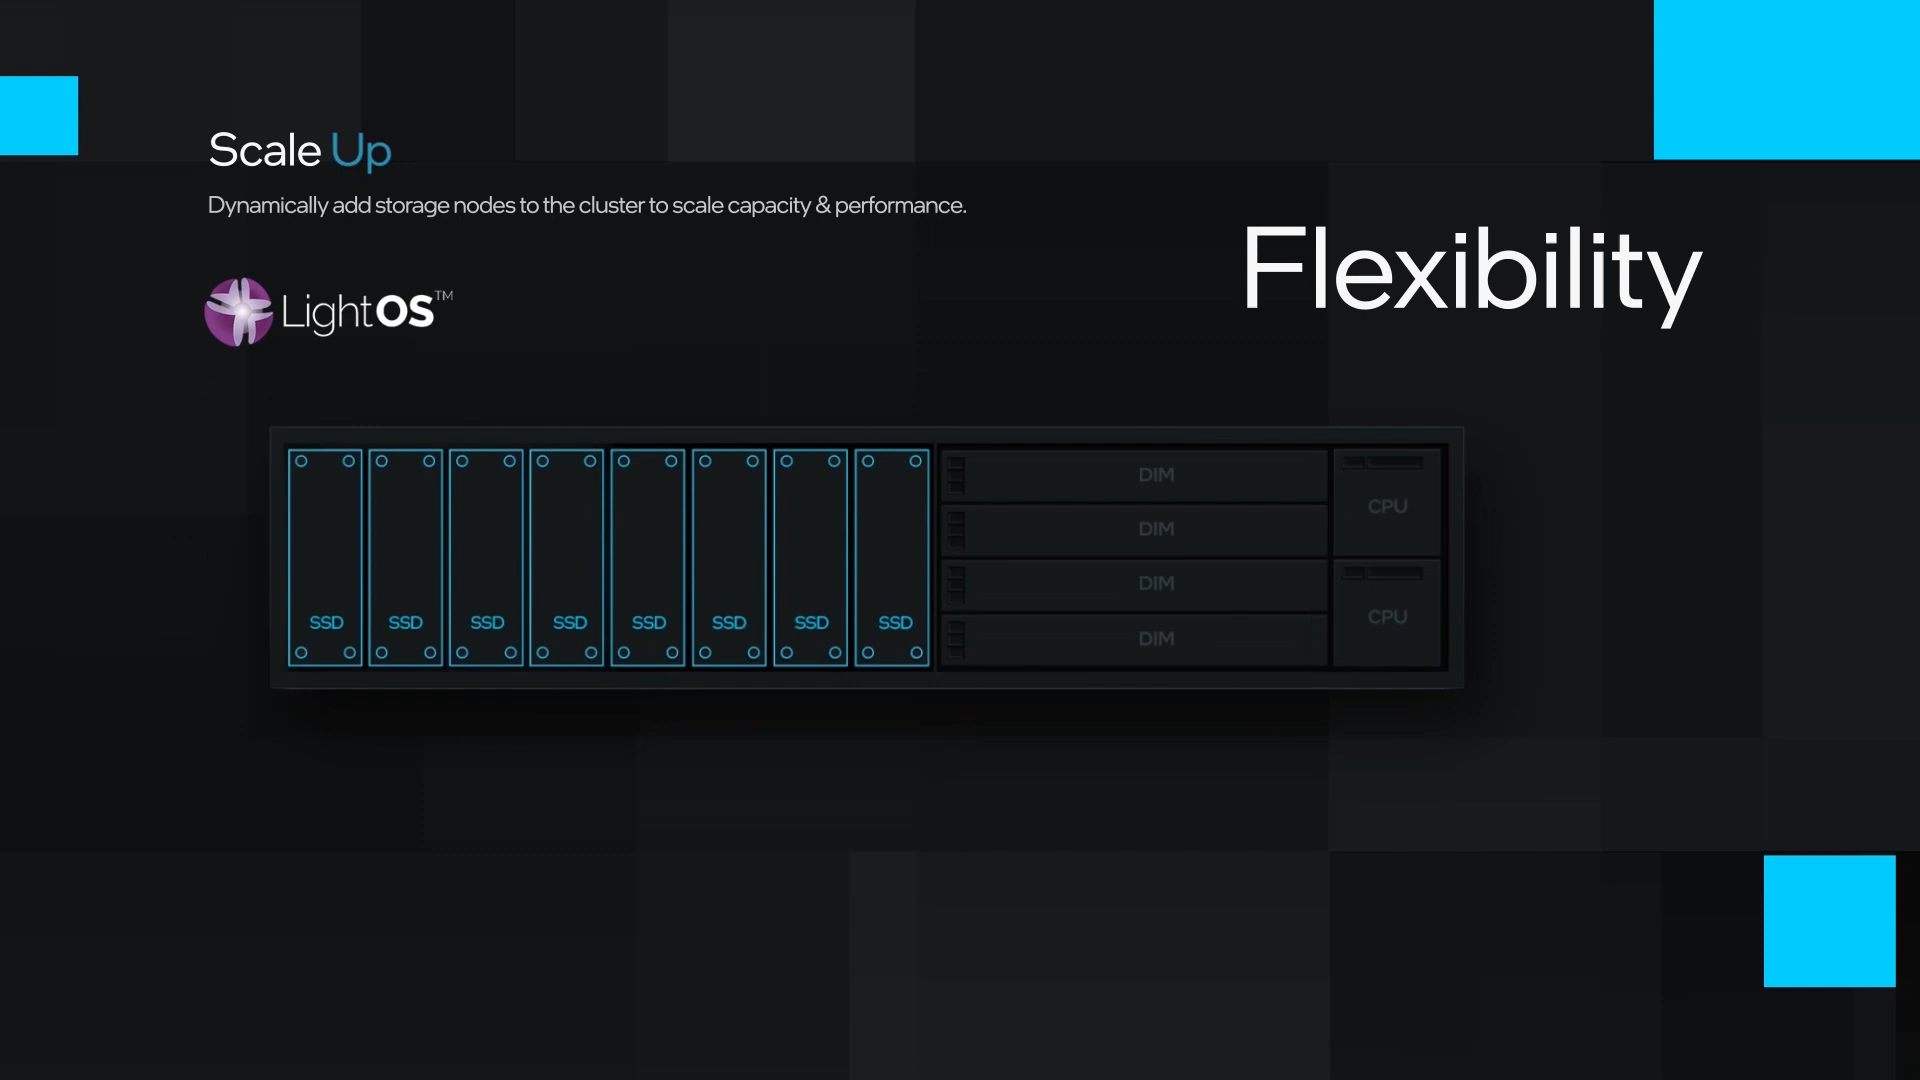 Scale Up
Dynamically add storage nodes to the cluster to scale capacity & performance.
Flexibility
LightOS™
SSD SSD SSD SSD SSD SSD SSD SSD
DIM
DIM
DIM
DIM
CPU
CPU